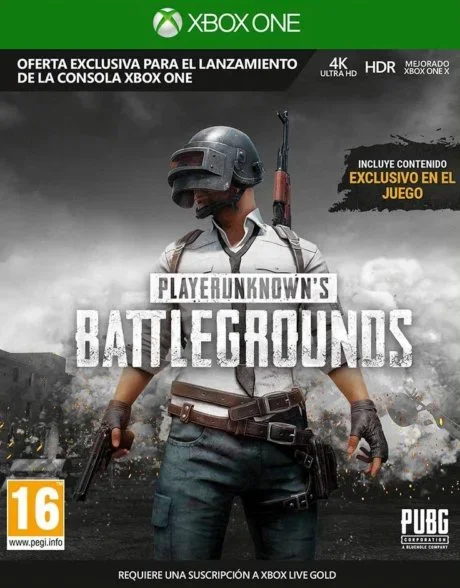 XBOX ONE
OFERTA EXCLUSIVA PARA EL LANZAMIENTO
DE LA CONSOLA XBOX ONE
4K
ULTRA HD
HDR
MEJORADO
XBOX ONE X
INCLUYE CONTENIDO
EXCLUSIVO EN EL
JUEGO
PLAYERUNKNOWN'S
BATTLEGROUNDS
16
www.pegi.info
PUBG
CORPORATION
A BLUEHOLE COMPANY
REQUIERE UNA SUSCRIPCIÓN A XBOX LIVE GOLD